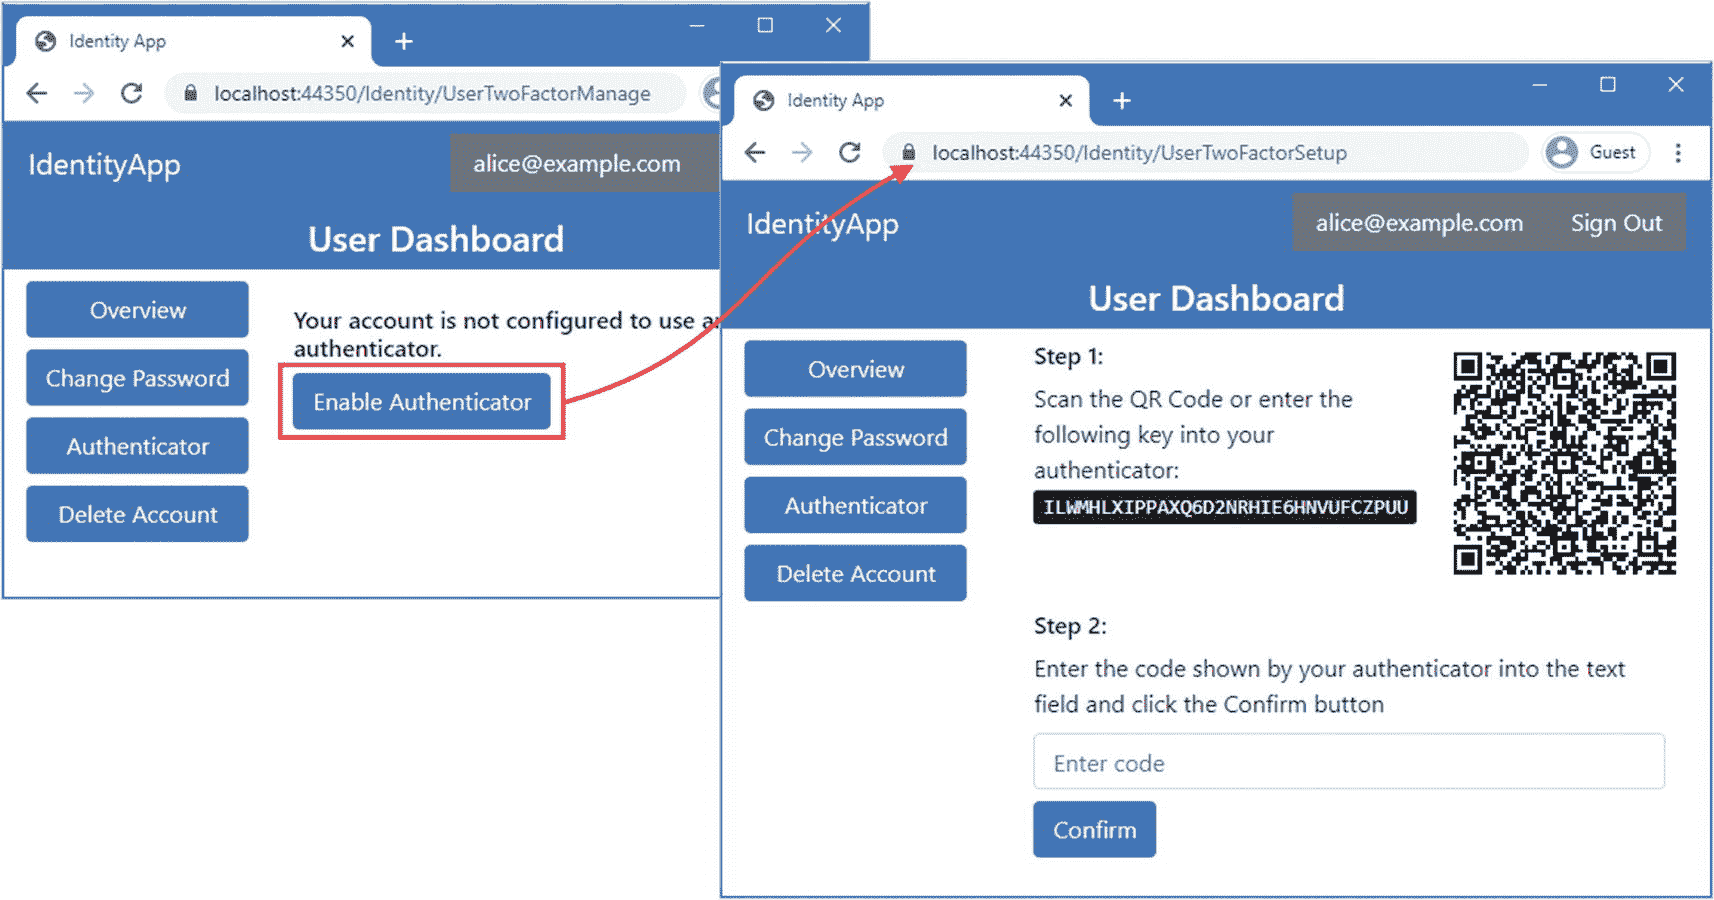 Identity App
localhost:44350/Identity/UserTwoFactorManage
IdentityApp
alice@example.com
User Dashboard
Overview
Change Password
Authenticator
Delete Account
Your account is not configured to use
authenticator.
Enable Authenticator
Identity App
localhost:44350/Identity/UserTwoFactorSetup
Guest
IdentityApp
alice@example.com
Sign Out
User Dashboard
Overview
Change Password
Authenticator
Delete Account
Step 1:
Scan the QR Code or enter the
following key into your
authenticator:
ILWMHLXIPPAXQ6D2NRHIE6HNVUFCZPUU
Step 2:
Enter the code shown by your authenticator into the text
field and click the Confirm button
Enter code
Confirm